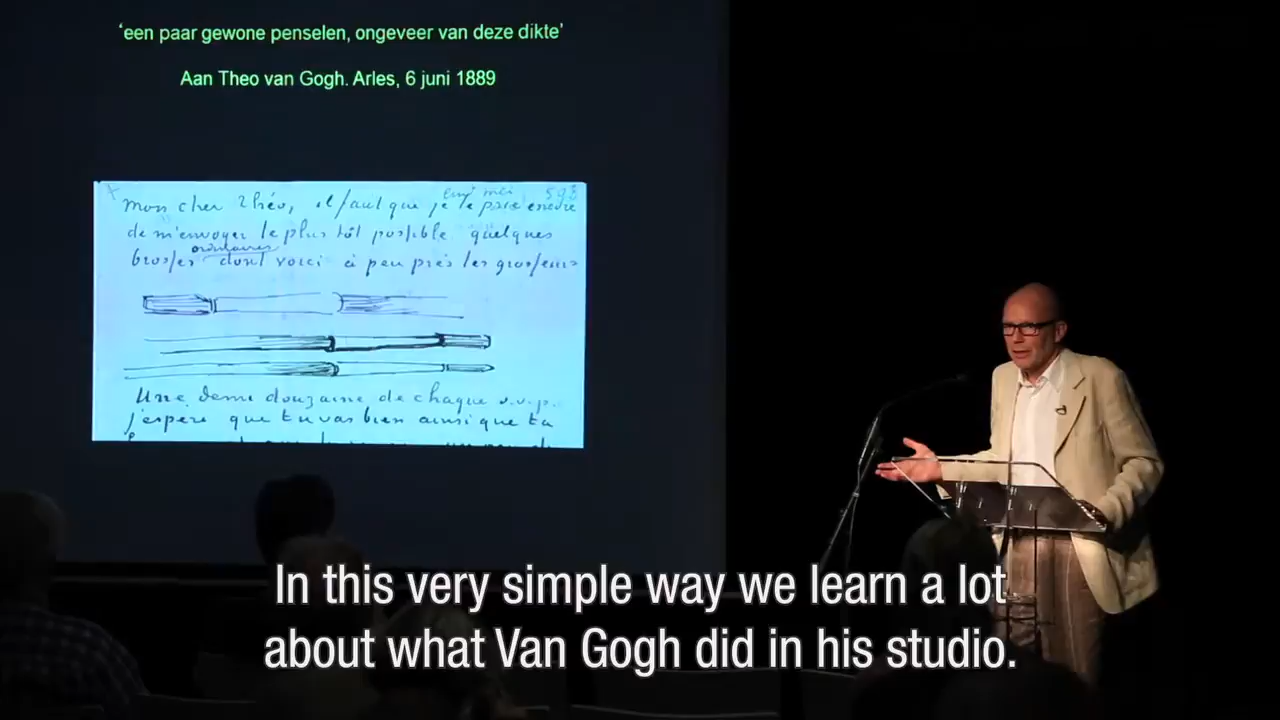 ‘een paar gewone penselen, ongeveer van deze dikte’
Aan Theo van Gogh. Arles, 6 juni 1889
Mon cher Théo, il faut que je te prie encore
de m'envoyer le plus tôt possible quelques
ordinaires
brosses dont voici à peu près les grosseurs
Une demi douzaine de chaque s.v.p.
j'espère que tu vas bien ainsi que ta
In this very simple way we learn a lot
about what Van Gogh did in his studio.